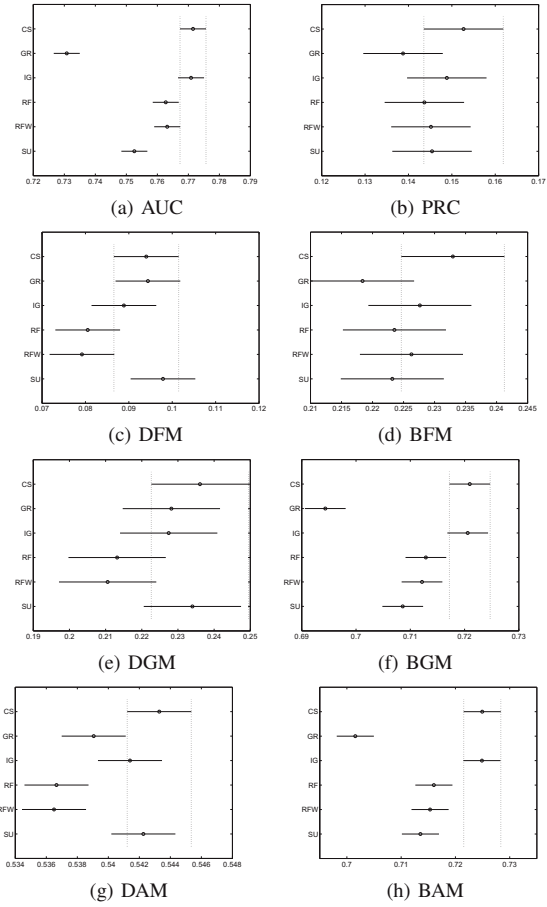 CS
GR
IG
RF
RFW
SU
0.72 0.73 0.74 0.75 0.76 0.77 0.78 0.79
(a) AUC
CS
GR
IG
RF
RFW
SU
0.12 0.13 0.14 0.15 0.16 0.17
(b) PRC
CS
GR
IG
RF
RFW
SU
0.07 0.08 0.09 0.1 0.11 0.12
(c) DFM
CS
GR
IG
RF
RFW
SU
0.21 0.215 0.22 0.225 0.23 0.235 0.24 0.245
(d) BFM
CS
GR
IG
RF
RFW
SU
0.19 0.2 0.21 0.22 0.23 0.24 0.25
(e) DGM
CS
GR
IG
RF
RFW
SU
0.69 0.7 0.71 0.72 0.73
(f) BGM
CS
GR
IG
RF
RFW
SU
0.534 0.536 0.538 0.54 0.542 0.544 0.546 0.548
(g) DAM
CS
GR
IG
RF
RFW
SU
0.7 0.71 0.72 0.73
(h) BAM